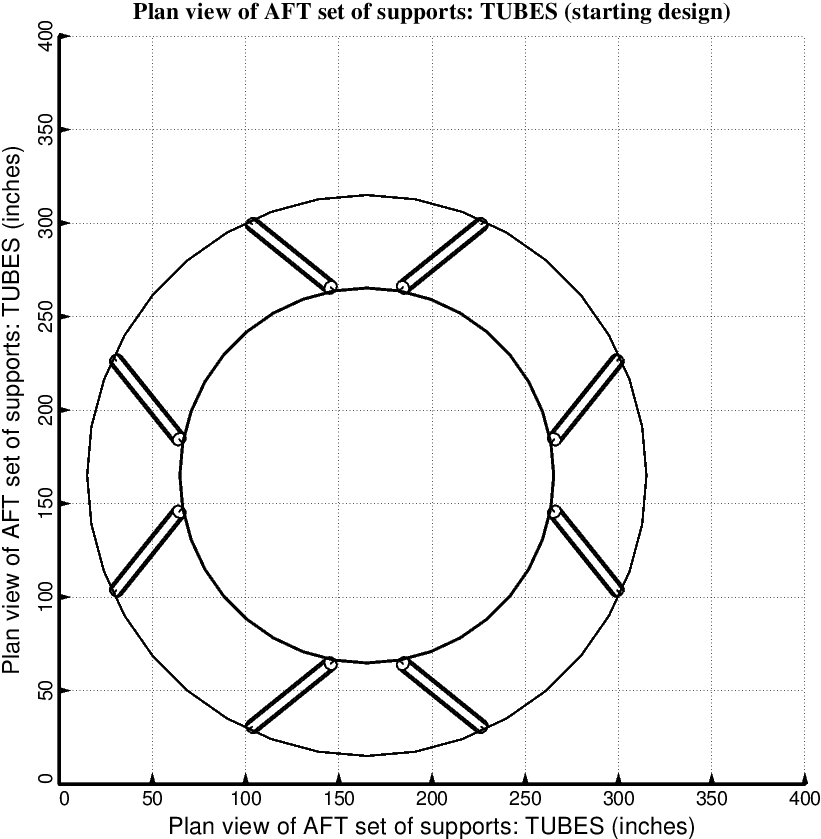 Plan view of AFT set of supports: TUBES (starting design)
Plan view of AFT set of supports: TUBES (inches)
400
350
300
250
200
150
100
50
0
0 50 100 150 200 250 300 350 400
Plan view of AFT set of supports: TUBES (inches)